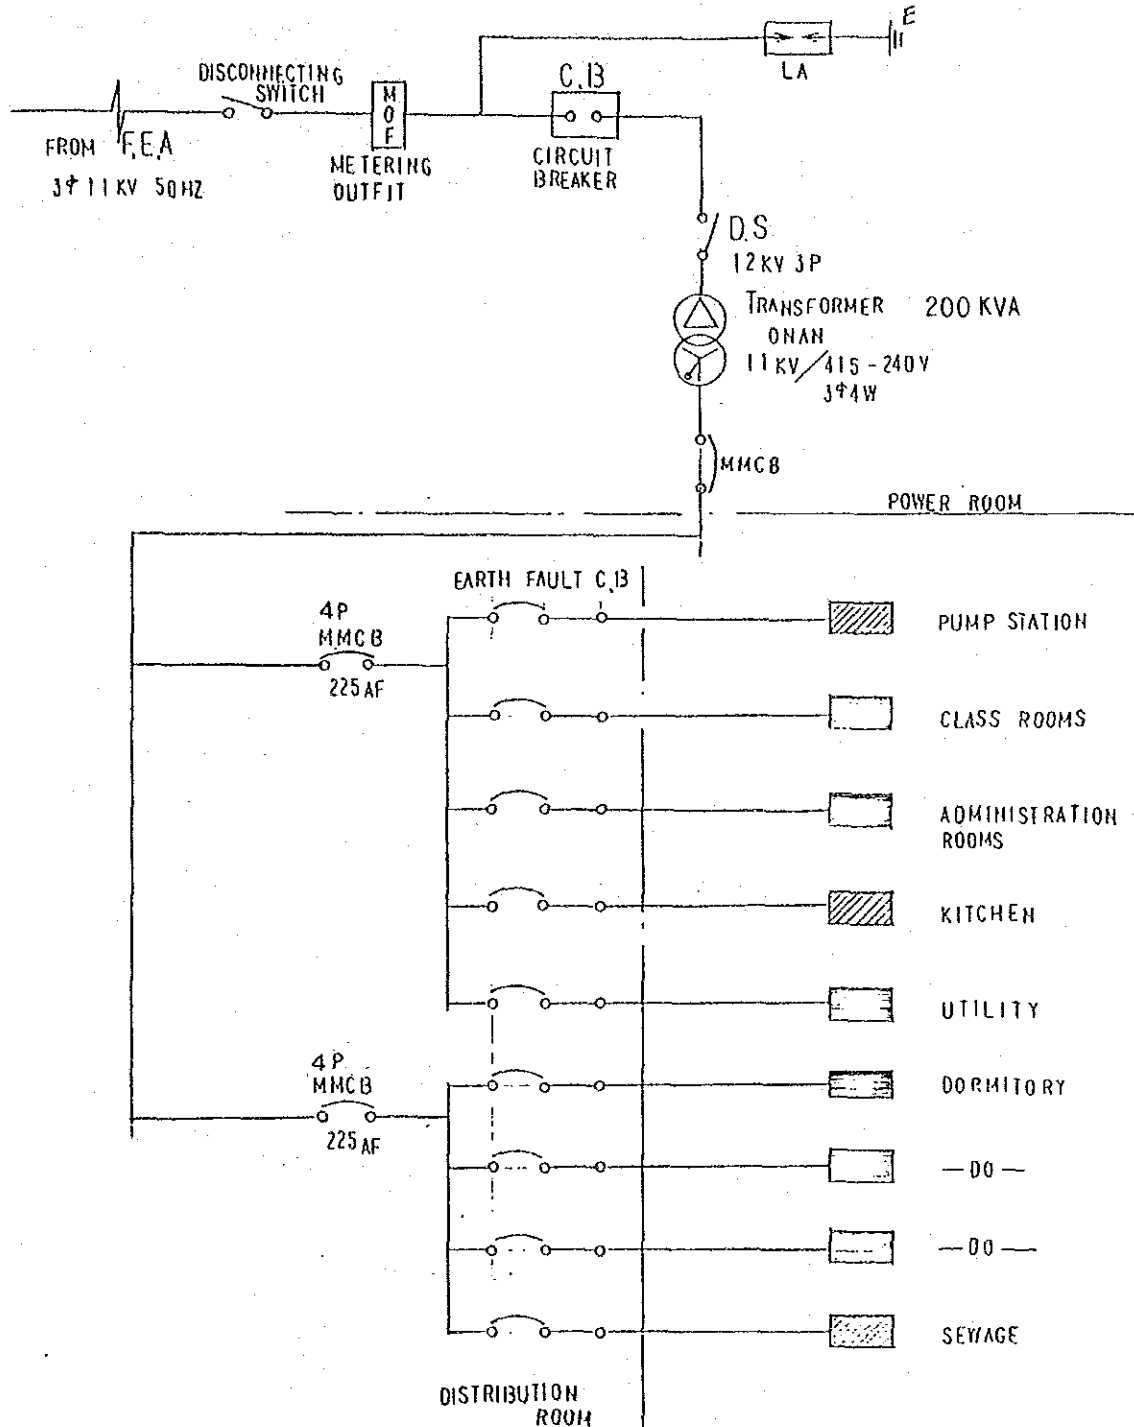 E
LA
DISCONNECTING
SWITCH
MOF
C.B
FROM F.E.A
3φ 11KV 50HZ
METERING
OUTFIT
CIRCUIT
BREAKER
D.S
12KV 3P
TRANSFORMER 200 KVA
ONAN
11KV/415-240V
3φ4W
MMCB
POWER ROOM
EARTH FAULT C.B
4P
MMCB
225AF
PUMP STATION
CLASS ROOMS
ADMINISTRATION
ROOMS
KITCHEN
UTILITY
4P
MMCB
225AF
DORMITORY
—DO—
—DO—
SEWAGE
DISTRIBUTION
ROOM